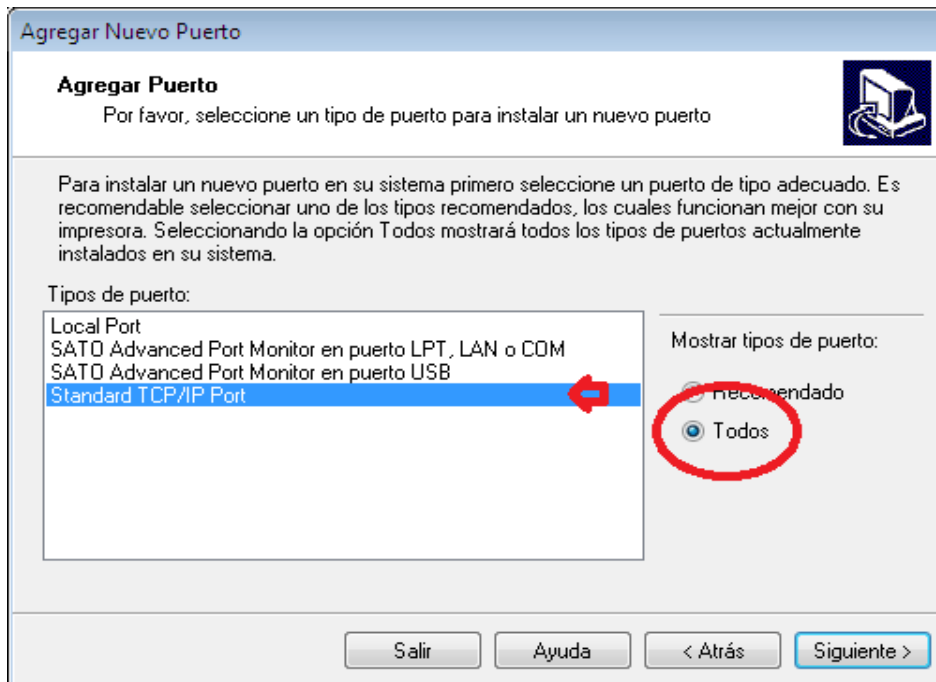 Agregar Nuevo Puerto
Agregar Puerto
Por favor, seleccione un tipo de puerto para instalar un nuevo puerto
Para instalar un nuevo puerto en su sistema primero seleccione un puerto de tipo adecuado. Es
recomendable seleccionar uno de los tipos recomendados, los cuales funcionan mejor con su
impresora. Seleccionando la opción Todos mostrará todos los tipos de puertos actualmente
instalados en su sistema.
Tipos de puerto:
Local Port
SATO Advanced Port Monitor en puerto LPT, LAN o COM
SATO Advanced Port Monitor en puerto USB
Standard TCP/IP Port
Mostrar tipos de puerto:
Recomendado
Todos
Salir
Ayuda
< Atrás
Siguiente >